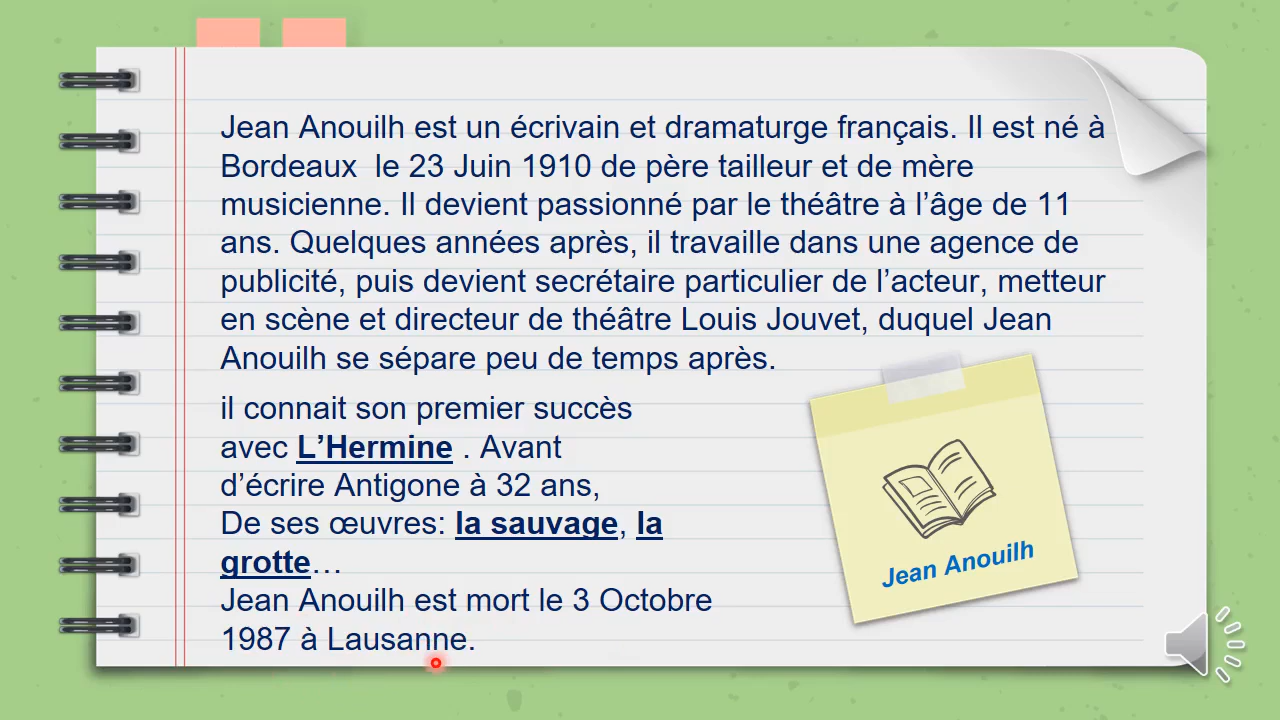 Jean Anouilh est un écrivain et dramaturge français. Il est né à
Bordeaux  le 23 Juin 1910 de père tailleur et de mère
musicienne. Il devient passionné par le théâtre à l’âge de 11
ans. Quelques années après, il travaille dans une agence de
publicité, puis devient secrétaire particulier de l’acteur, metteur
en scène et directeur de théâtre Louis Jouvet, duquel Jean
Anouilh se sépare peu de temps après.
il connait son premier succès
avec L’Hermine . Avant
d’écrire Antigone à 32 ans,
De ses œuvres: la sauvage, la
grotte…
Jean Anouilh est mort le 3 Octobre
1987 à Lausanne.
Jean Anouilh